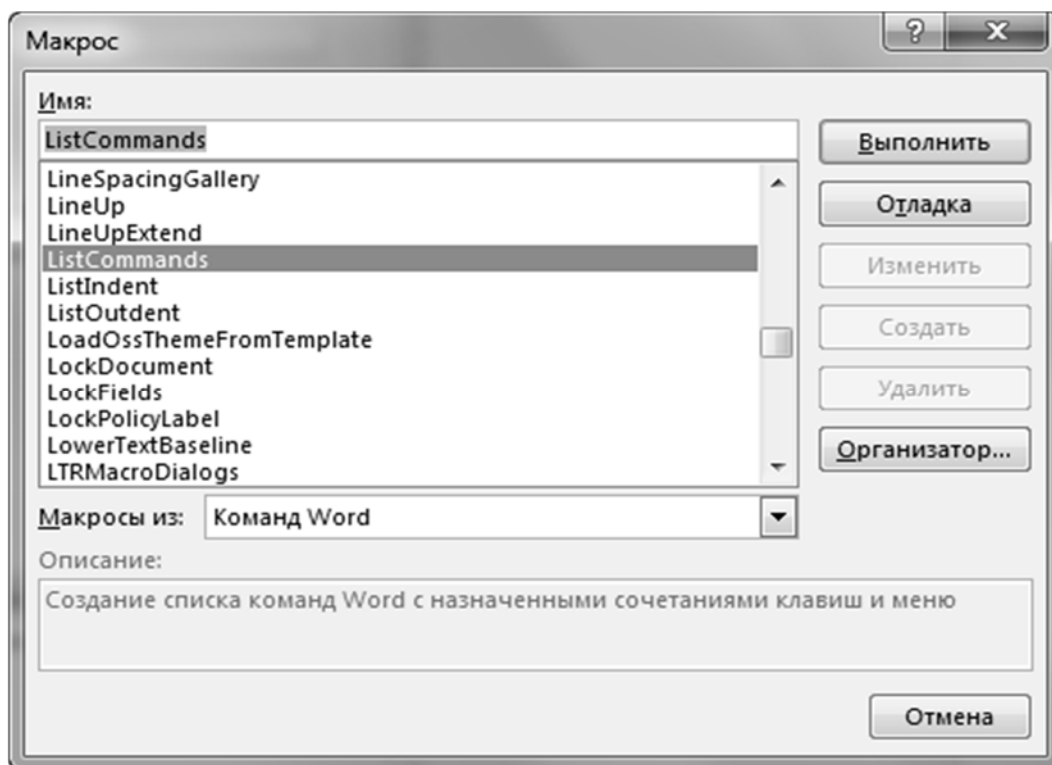 Макрос
Имя:
ListCommands
Выполнить
LineSpacingGallery
LineUp
LineUpExtend
ListCommands
ListIndent
ListOutdent
LoadOssThemeFromTemplate
LockDocument
LockFields
LockPolicyLabel
LowerTextBaseline
LTRMacroDialogs
Отладка
Изменить
Создать
Удалить
Организатор...
Макросы из: Команд Word
Описание:
Создание списка команд Word с назначенными сочетаниями клавиш и меню
Отмена